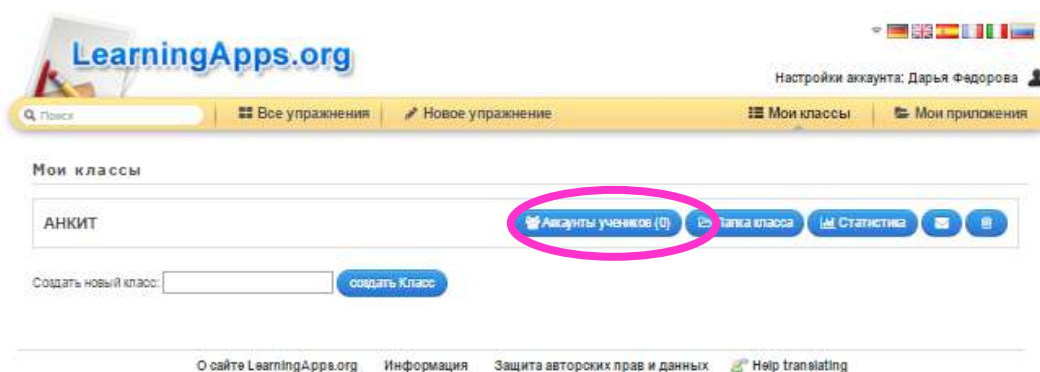 LearningApps.org
Настройки аккаунта: Дарья Федорова
Поиск Все упражнения Новое упражнение Мои классы Мои приложения
Мои классы
АНКИТ Аккаунты учеников (0) Папка класса Статистика
Создать новый класс: создать Класс
О сайте LearningApps.org Информация Защита авторских прав и данных Help translating